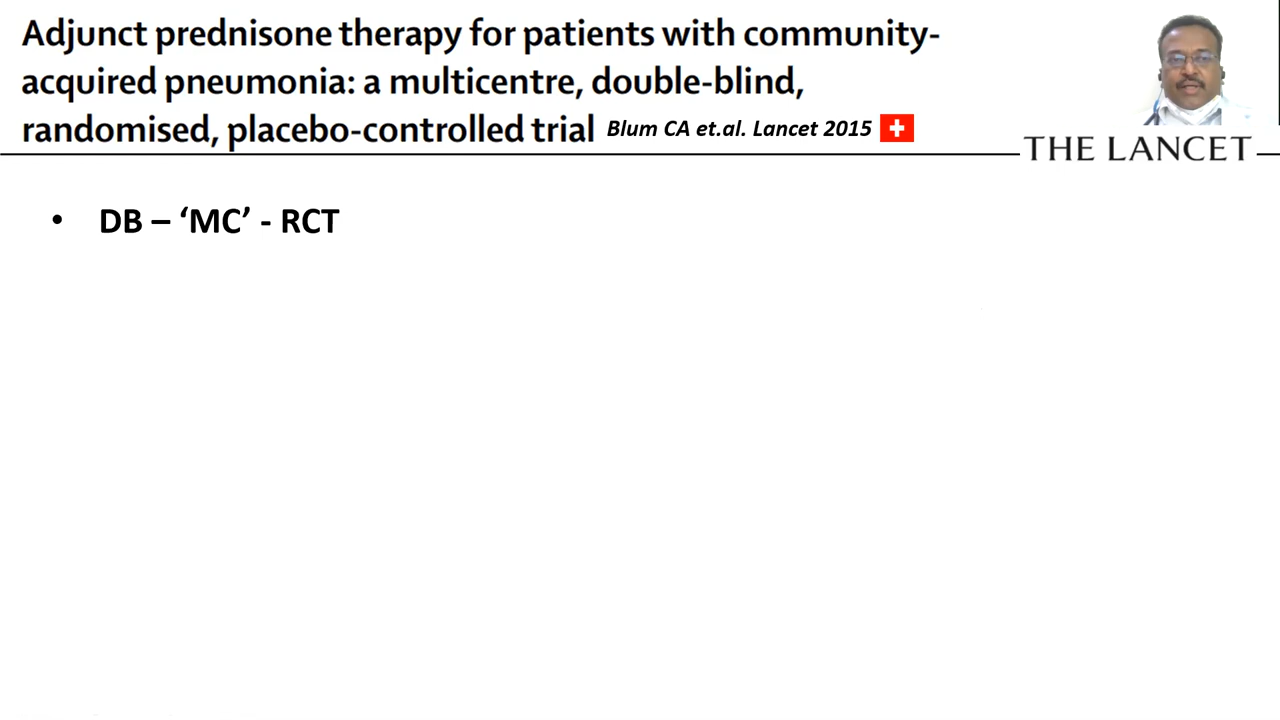 Adjunct prednisone therapy for patients with community-
acquired pneumonia: a multicentre, double-blind,
randomised, placebo-controlled trial Blum CA et.al. Lancet 2015
THE LANCET
• DB – ‘MC’ - RCT